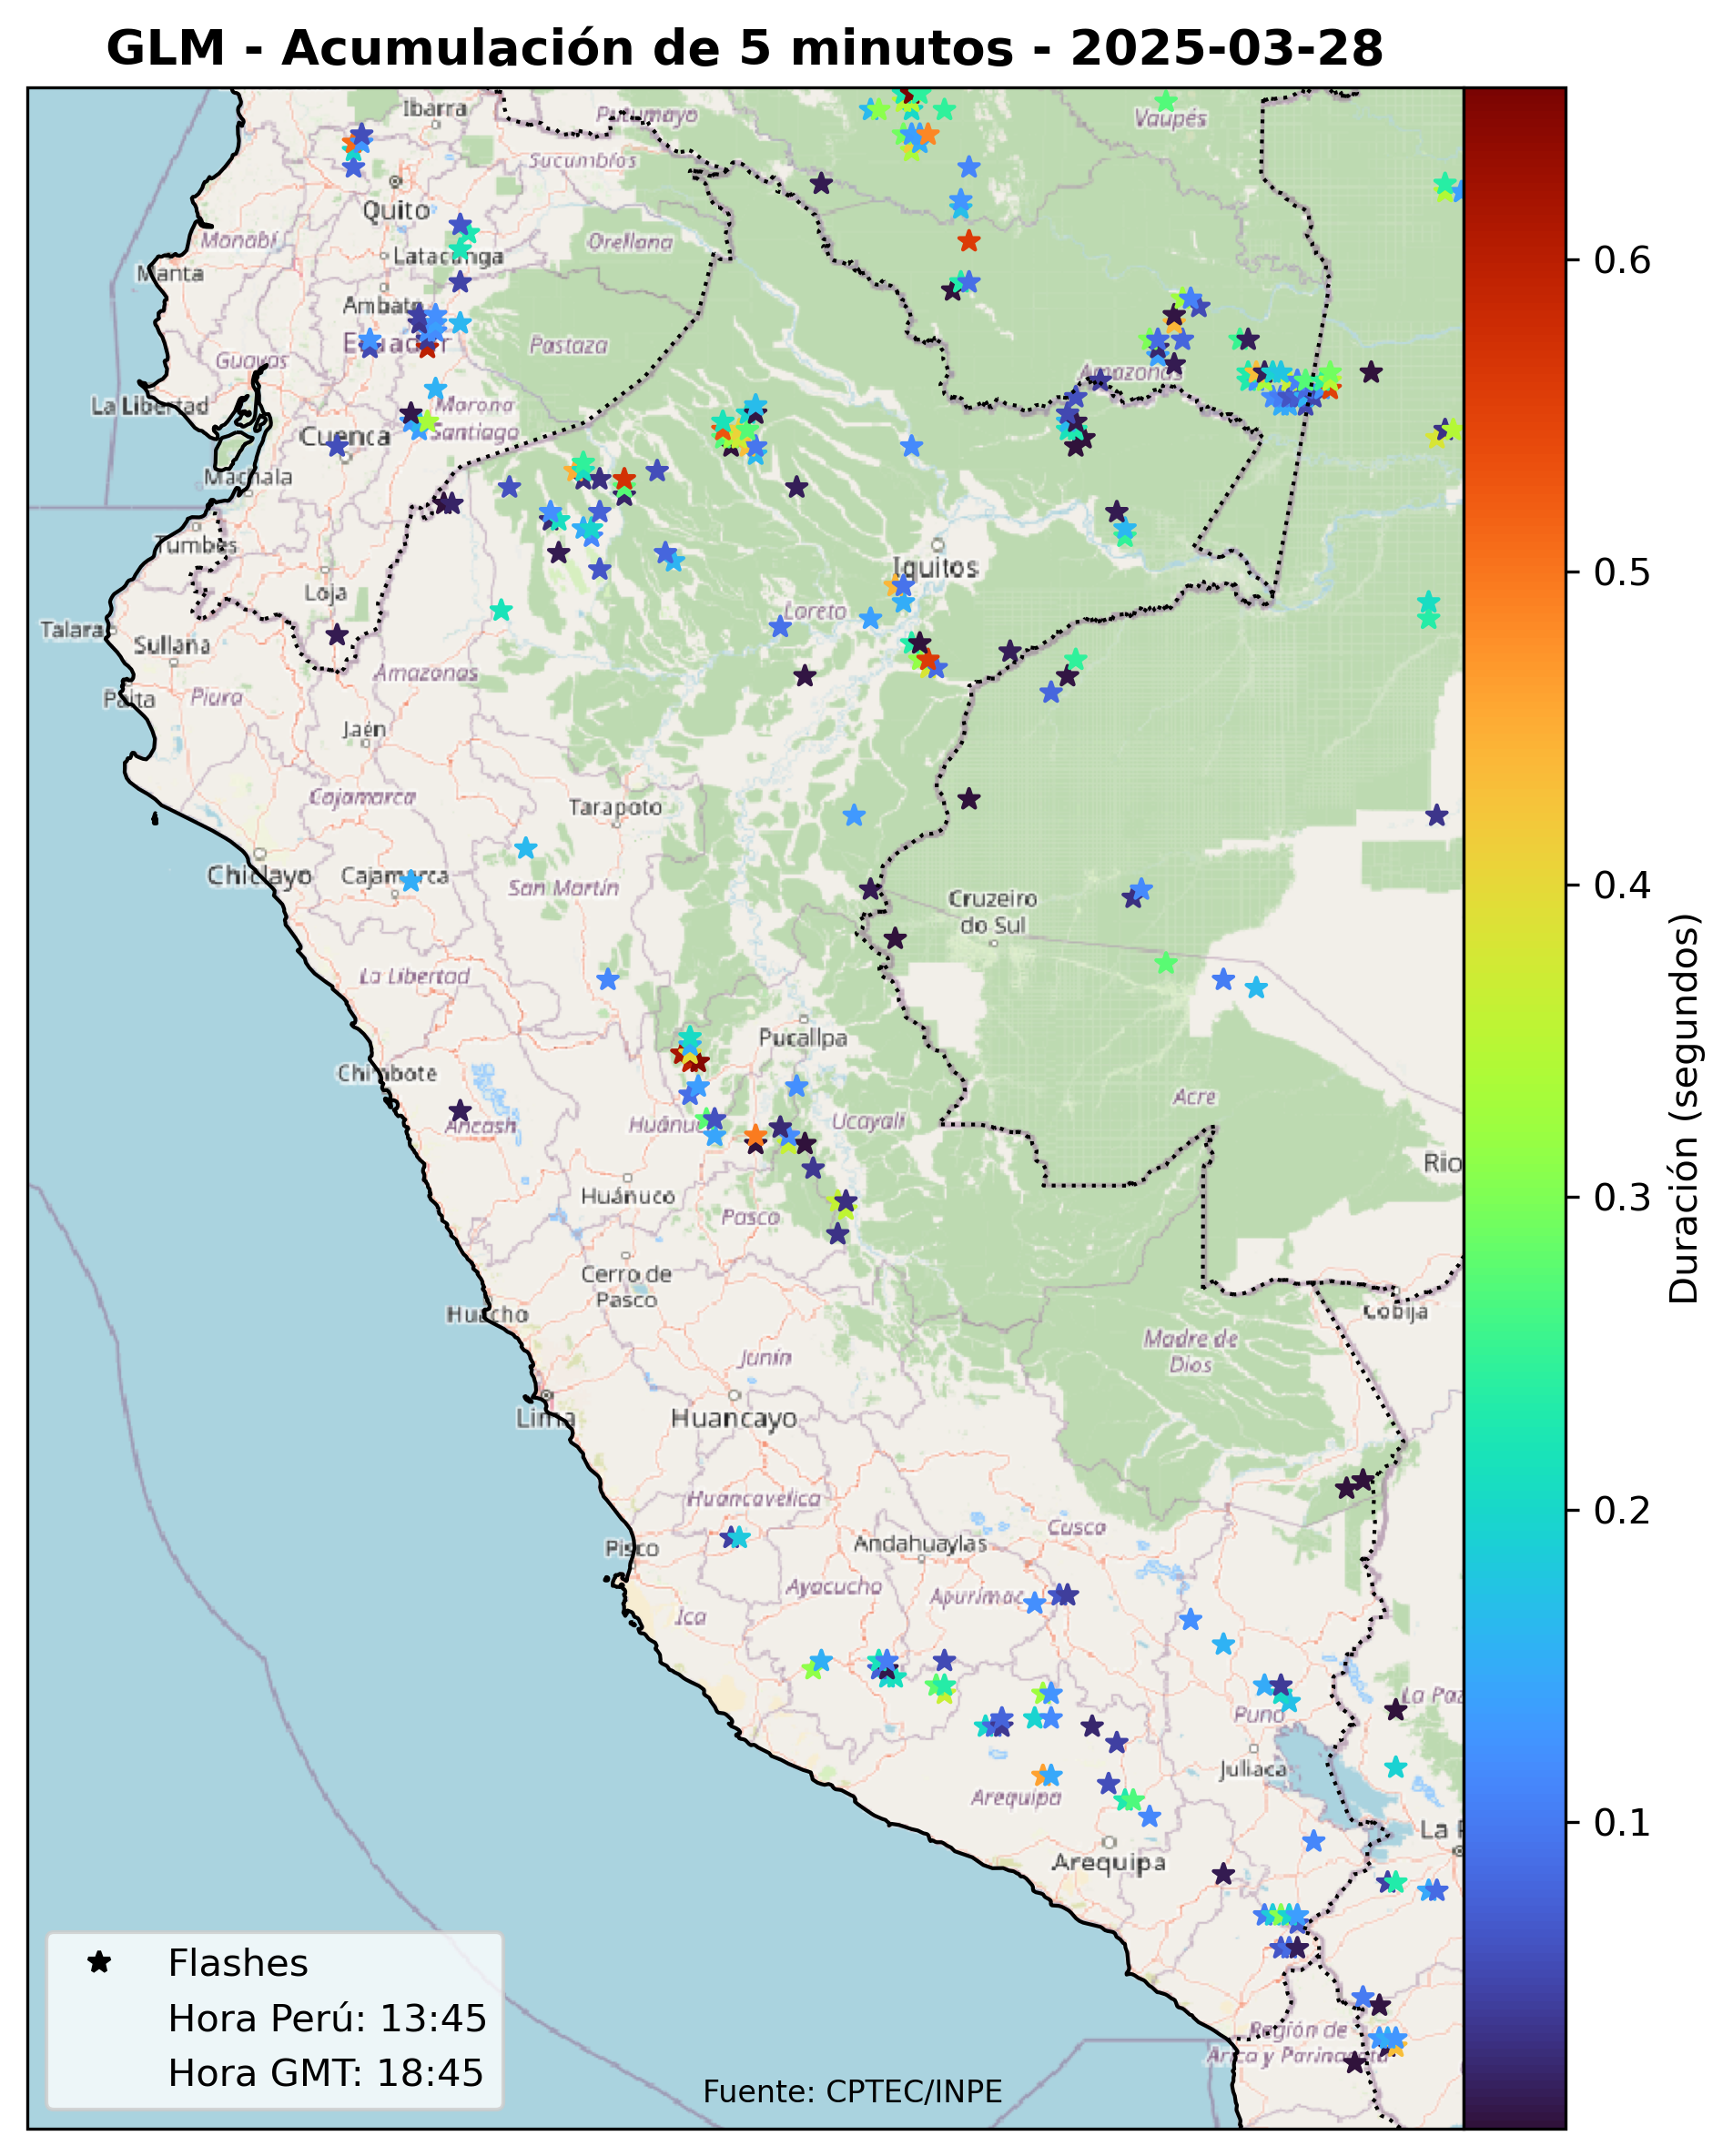 GLM - Acumulación de 5 minutos - 2025-03-28
Ibarra
Putumayo
Vaupés
Sucumbíos
Quito
Manabí
Orellana
Latacunga
Manta
Ambato
Ecuador
Pastaza
Guayas
Amazonas
La Libertad
Morona
Santiago
Cuenca
Machala
Tumbes
Iquitos
Loja
Loreto
Talara
Sullana
Amazonas
Paita
Piura
Jaén
Cajamarca
Tarapoto
Chiclayo
Cajamarca
San Martín
Cruzeiro
do Sul
La Libertad
Pucallpa
Chimbote
Acre
Ancash
Huánuco
Ucayali
Rio
Huánuco
Pasco
Cerro de
Pasco
Huacho
Cobija
Madre de
Dios
Junín
Lima
Huancayo
Huancavelica
Cusco
Pisco
Andahuaylas
Ayacucho
Apurímac
Ica
La Paz
Puno
Juliaca
Arequipa
La P
Arequipa
Región de
Arica y Parinacota
Flashes
Hora Perú: 13:45
Hora GMT: 18:45
Fuente: CPTEC/INPE
0.6
0.5
0.4
0.3
0.2
0.1
Duración (segundos)